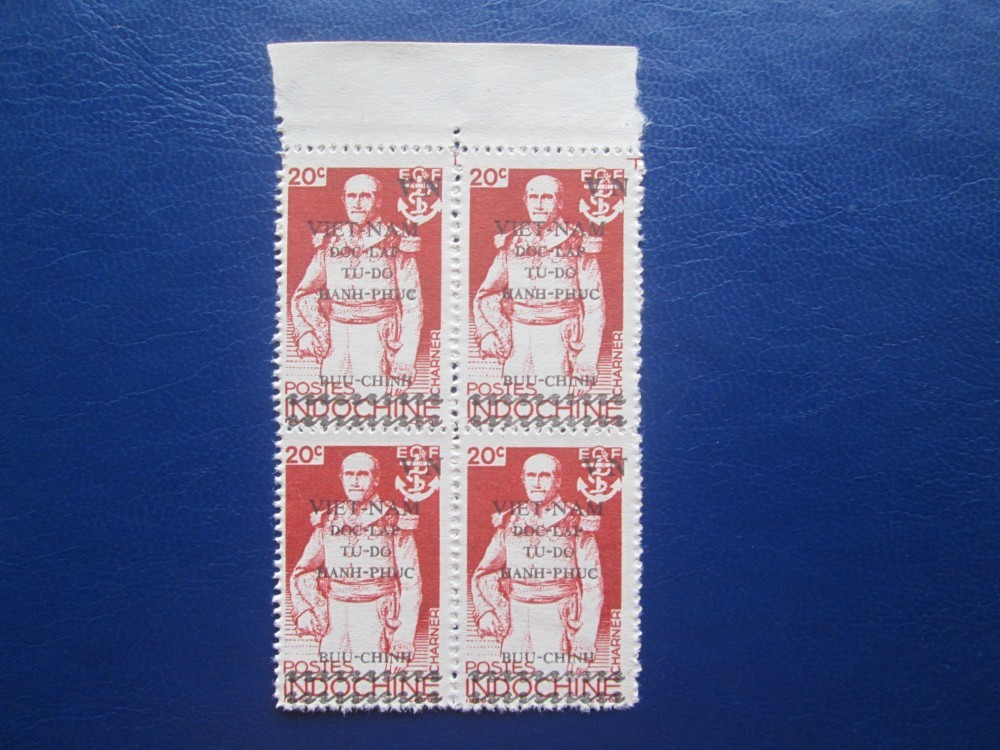 20c E&F VN
VIET-NAM
DOC-LAP
TU-DO
HANH-PHUC
CHARNER
BUU-CHINH
POSTES
INDOCHINE
20c E&F VN
VIET-NAM
DOC-LAP
TU-DO
HANH-PHUC
CHARNER
BUU-CHINH
POSTES
INDOCHINE
20c E&F VN
VIET-NAM
DOC-LAP
TU-DO
HANH-PHUC
CHARNER
BUU-CHINH
POSTES
INDOCHINE
20c E&F VN
VIET-NAM
DOC-LAP
TU-DO
HANH-PHUC
CHARNER
BUU-CHINH
POSTES
INDOCHINE